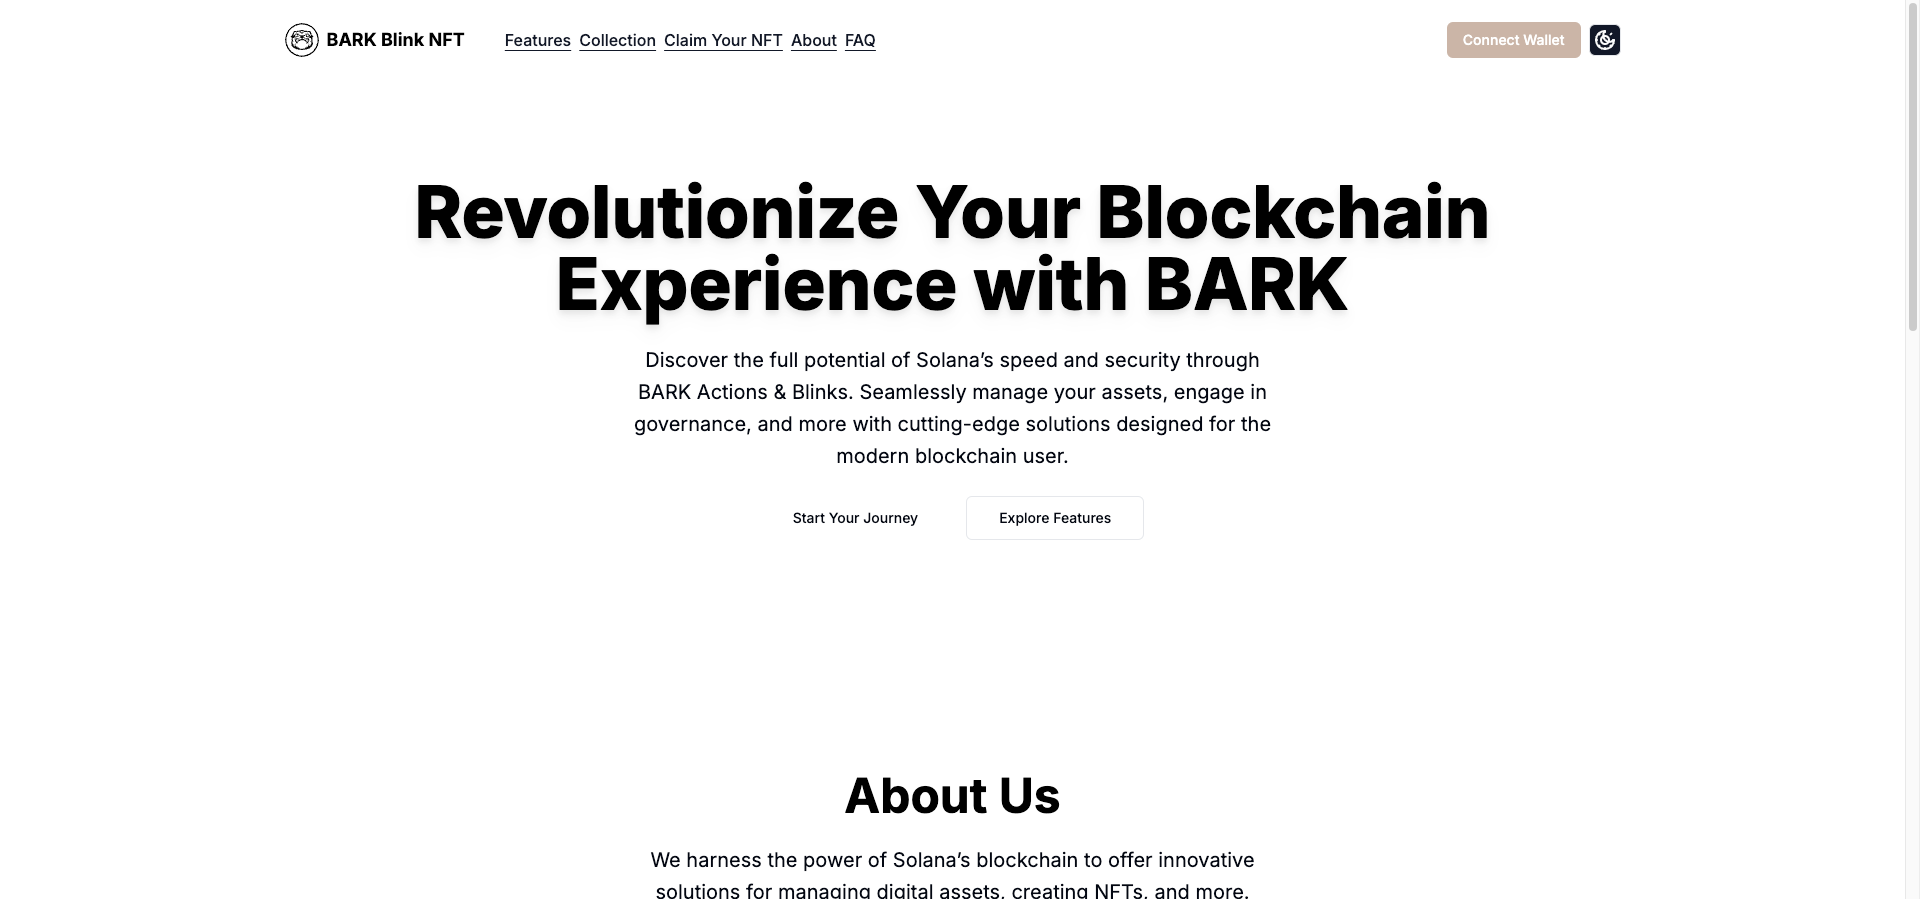 BARK Blink NFT
Features Collection Claim Your NFT About FAQ
Connect Wallet
Revolutionize Your Blockchain
Experience with BARK
Discover the full potential of Solana’s speed and security through
BARK Actions & Blinks. Seamlessly manage your assets, engage in
governance, and more with cutting-edge solutions designed for the
modern blockchain user.
Start Your Journey
Explore Features
About Us
We harness the power of Solana’s blockchain to offer innovative
solutions for managing digital assets, creating NFTs, and more.